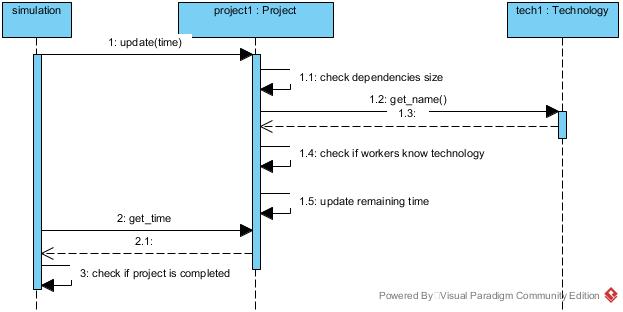 simulation
project1 : Project
tech1 : Technology
1: update(time)
1.1: check dependencies size
1.2: get_name()
1.3:
1.4: check if workers know technology
1.5: update remaining time
2: get_time
2.1:
3: check if project is completed
Powered By Visual Paradigm Community Edition